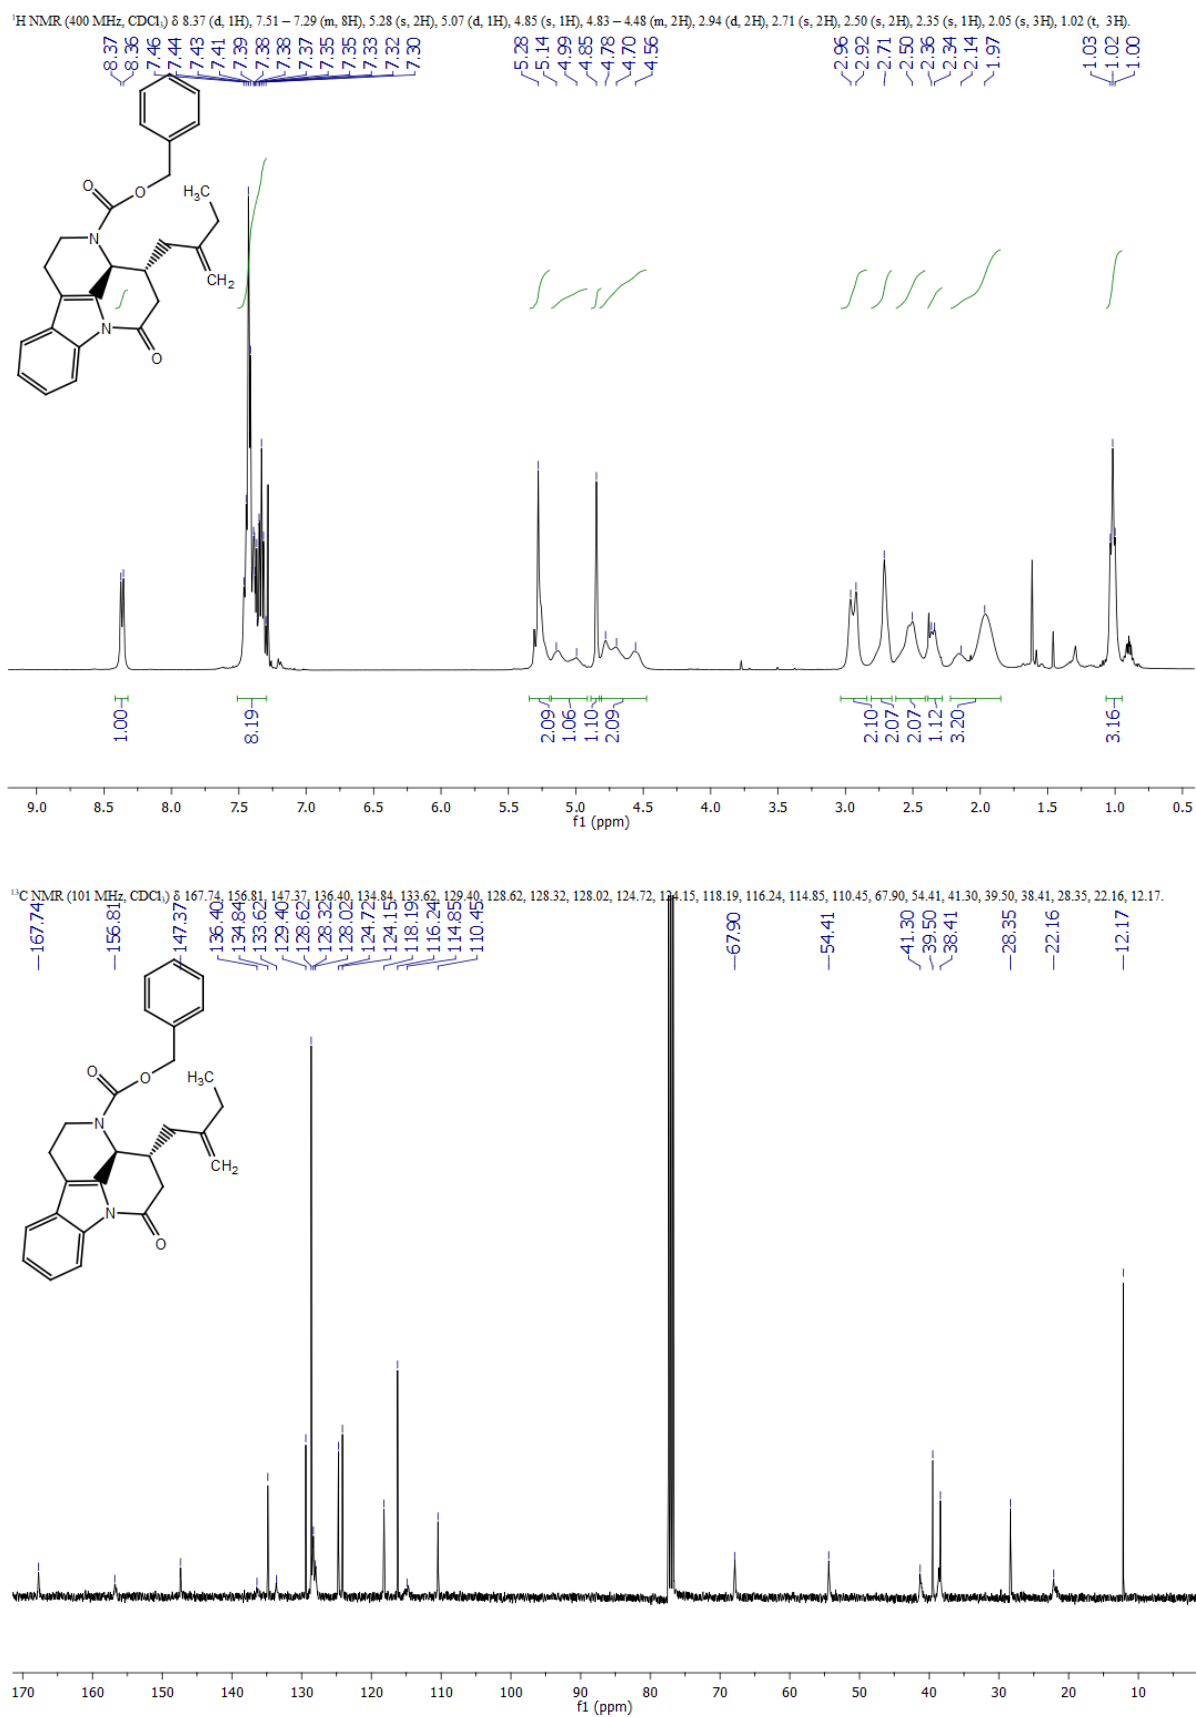 ¹H NMR (400 MHz, CDCl₃) δ 8.37 (d, 1H), 7.51 – 7.29 (m, 8H), 5.28 (s, 2H), 5.07 (d, 1H), 4.85 (s, 1H), 4.83 – 4.48 (m, 2H), 2.94 (d, 2H), 2.71 (s, 2H), 2.50 (s, 2H), 2.35 (s, 1H), 2.05 (s, 3H), 1.02 (t, 3H).
8.37 8.36 7.46 7.44 7.43 7.41 7.39 7.38 7.38 7.37 7.35 7.35 7.33 7.32 7.30 5.28 5.14 4.99 4.85 4.78 4.70 4.56 2.96 2.92 2.71 2.50 2.36 2.34 2.14 1.97 1.03 1.02 1.00
O
O
H₃C
N
CH₂
N
O
1.00 8.19 2.09 1.06 1.10 2.09 2.10 2.07 2.07 1.12 3.20 3.16
9.0 8.5 8.0 7.5 7.0 6.5 6.0 5.5 5.0 4.5 4.0 3.5 3.0 2.5 2.0 1.5 1.0 0.5
f1 (ppm)
¹³C NMR (101 MHz, CDCl₃) δ 167.74, 156.81, 147.37, 136.40, 134.84, 133.62, 129.40, 128.62, 128.32, 128.02, 124.72, 124.15, 118.19, 116.24, 114.85, 110.45, 67.90, 54.41, 41.30, 39.50, 38.41, 28.35, 22.16, 12.17.
167.74 156.81 147.37 136.40 134.84 133.62 129.40 128.62 128.32 128.02 124.72 124.15 118.19 116.24 114.85 110.45 67.90 54.41 41.30 39.50 38.41 28.35 22.16 12.17
O
O
H₃C
N
CH₂
N
O
170 160 150 140 130 120 110 100 90 80 70 60 50 40 30 20 10
f1 (ppm)